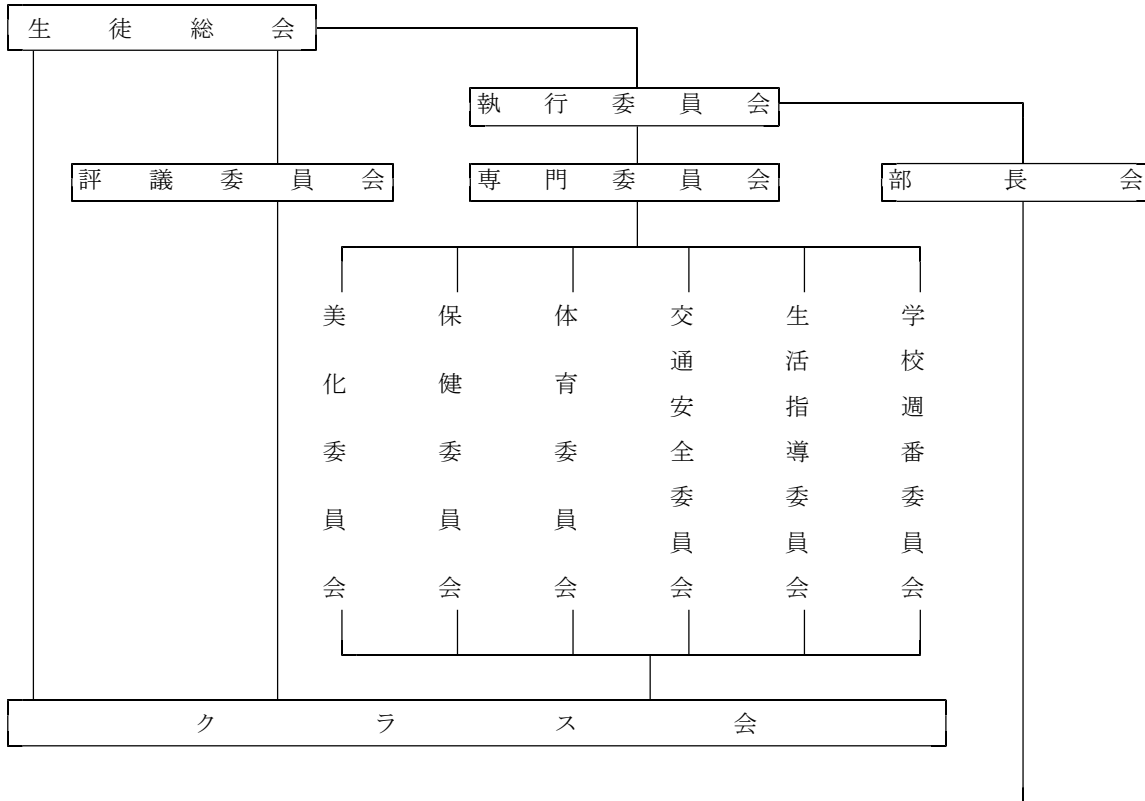 生徒総会
執行委員会
評議委員会
専門委員会
部長会
美化委員会
保健委員会
体育委員会
交通安全委員会
生活指導委員会
学校週番委員会
クラス会